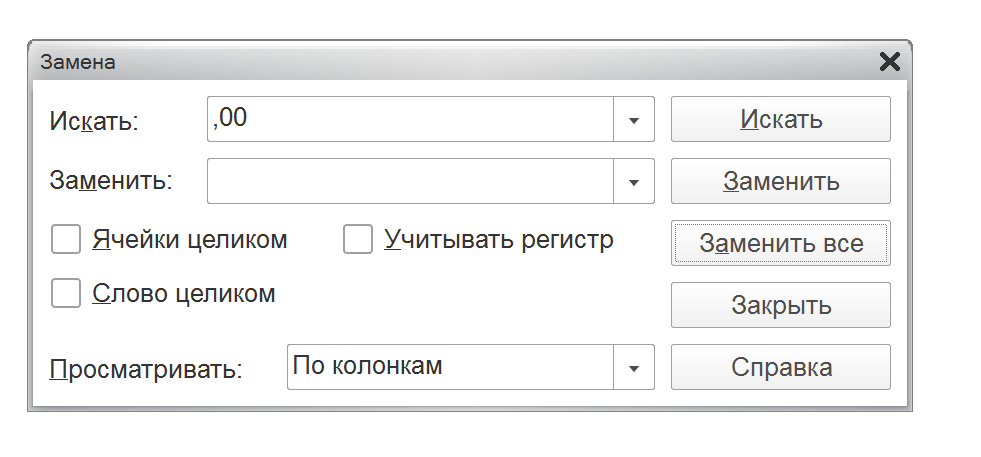 Замена
Искать: ,00 Искать
Заменить: Заменить
Ячейки целиком Учитывать регистр Заменить все
Слово целиком Закрыть
Просматривать: По колонкам Справка